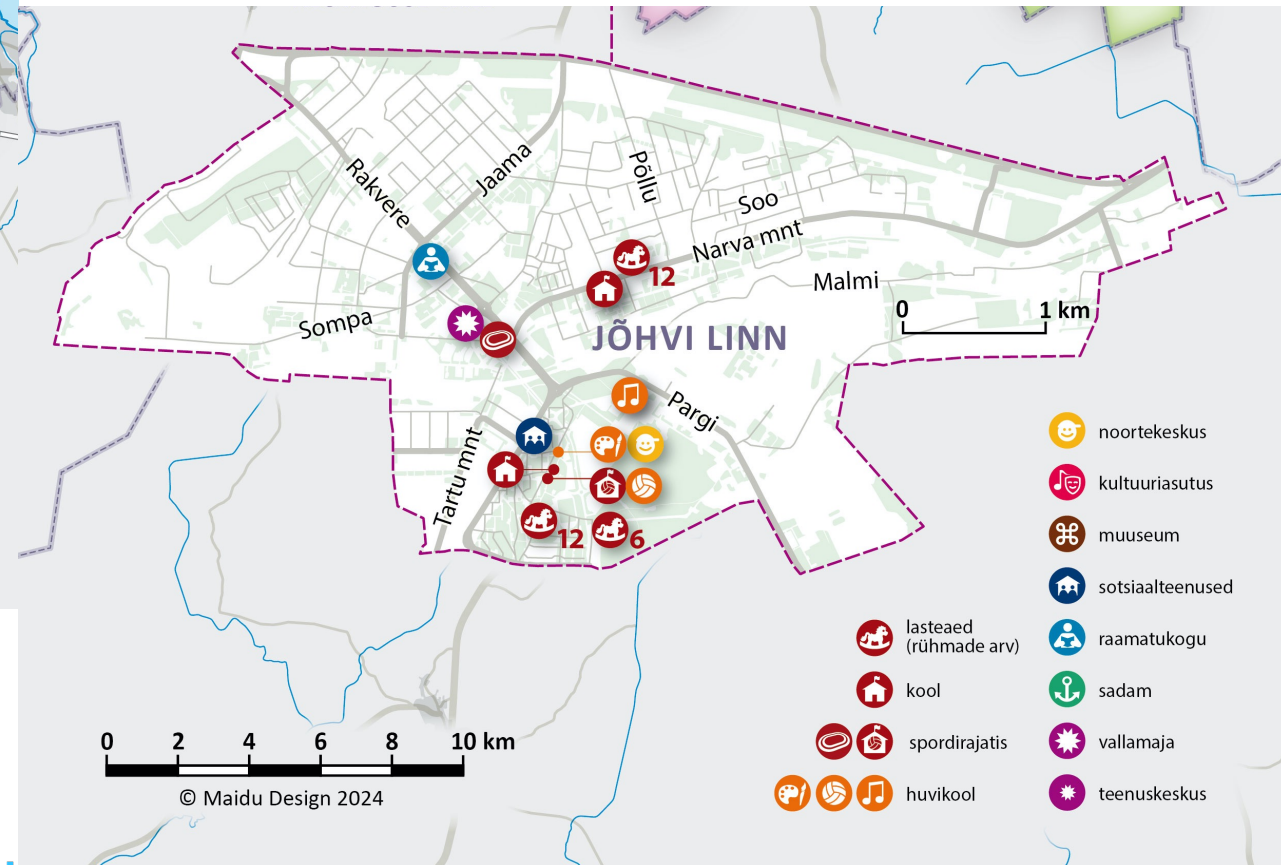 Rakvere
Jaama
Põllu
Soo
Narva mnt
12
Malmi
Sompa
0 1 km
JÕHVI LINN
Pargi
Tartu mnt
12
6
noortekeskus
kultuuriasutus
muuseum
sotsiaalteenused
lasteaed
(rühmade arv)
raamatukogu
kool
sadam
spordirajatis
vallamaja
huvikool
teenuskeskus
0 2 4 6 8 10 km
© Maidu Design 2024